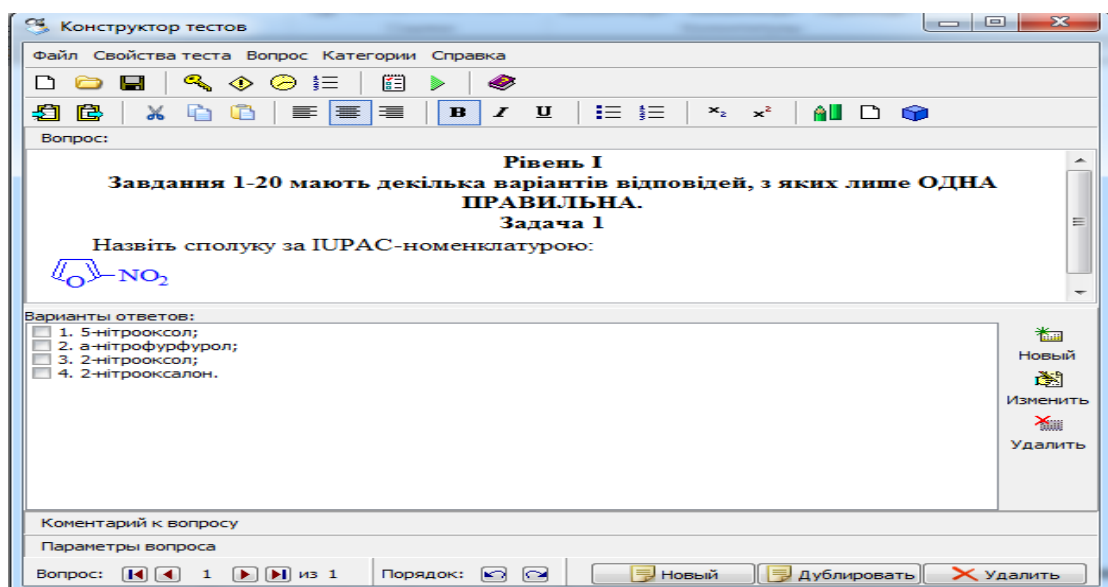 Конструктор тестов
Файл Свойства теста Вопрос Категории Справка
B I U x₂ x²
Вопрос:
Рівень I
Завдання 1-20 мають декілька варіантів відповідей, з яких лише ОДНА
ПРАВИЛЬНА.
Задача 1
Назвіть сполуку за IUPAC-номенклатурою:
O NO₂
Варианты ответов:
1. 5-нітрооксол;
2. а-нітрофурфурол;
3. 2-нітрооксол;
4. 2-нітрооксалон.
Новый
Изменить
Удалить
Коментарий к вопросу
Параметры вопроса
Вопрос: 1 из 1 Порядок: Новый Дублировать Удалить